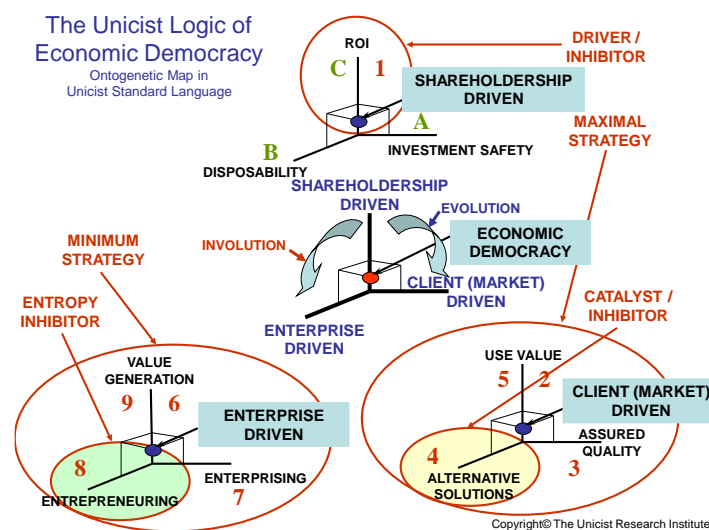 The Unicist Logic of
Economic Democracy
Ontogenetic Map in
Unicist Standard Language
ROI
C 1
DRIVER /
INHIBITOR
SHAREHOLDERSHIP
DRIVEN
A
B
INVESTMENT SAFETY
DISPOSABILITY
MAXIMAL
STRATEGY
SHAREHOLDERSHIP
DRIVEN
EVOLUTION
INVOLUTION
ECONOMIC
DEMOCRACY
CLIENT (MARKET)
DRIVEN
ENTERPRISE
DRIVEN
MINIMUM
STRATEGY
ENTROPY
INHIBITOR
CATALYST /
INHIBITOR
VALUE
GENERATION
9 6
ENTERPRISE
DRIVEN
8
ENTERPRISING
7
ENTREPRENEURING
USE VALUE
5 2
CLIENT (MARKET)
DRIVEN
ASSURED
QUALITY
4
3
ALTERNATIVE
SOLUTIONS
Copyright© The Unicist Research Institute